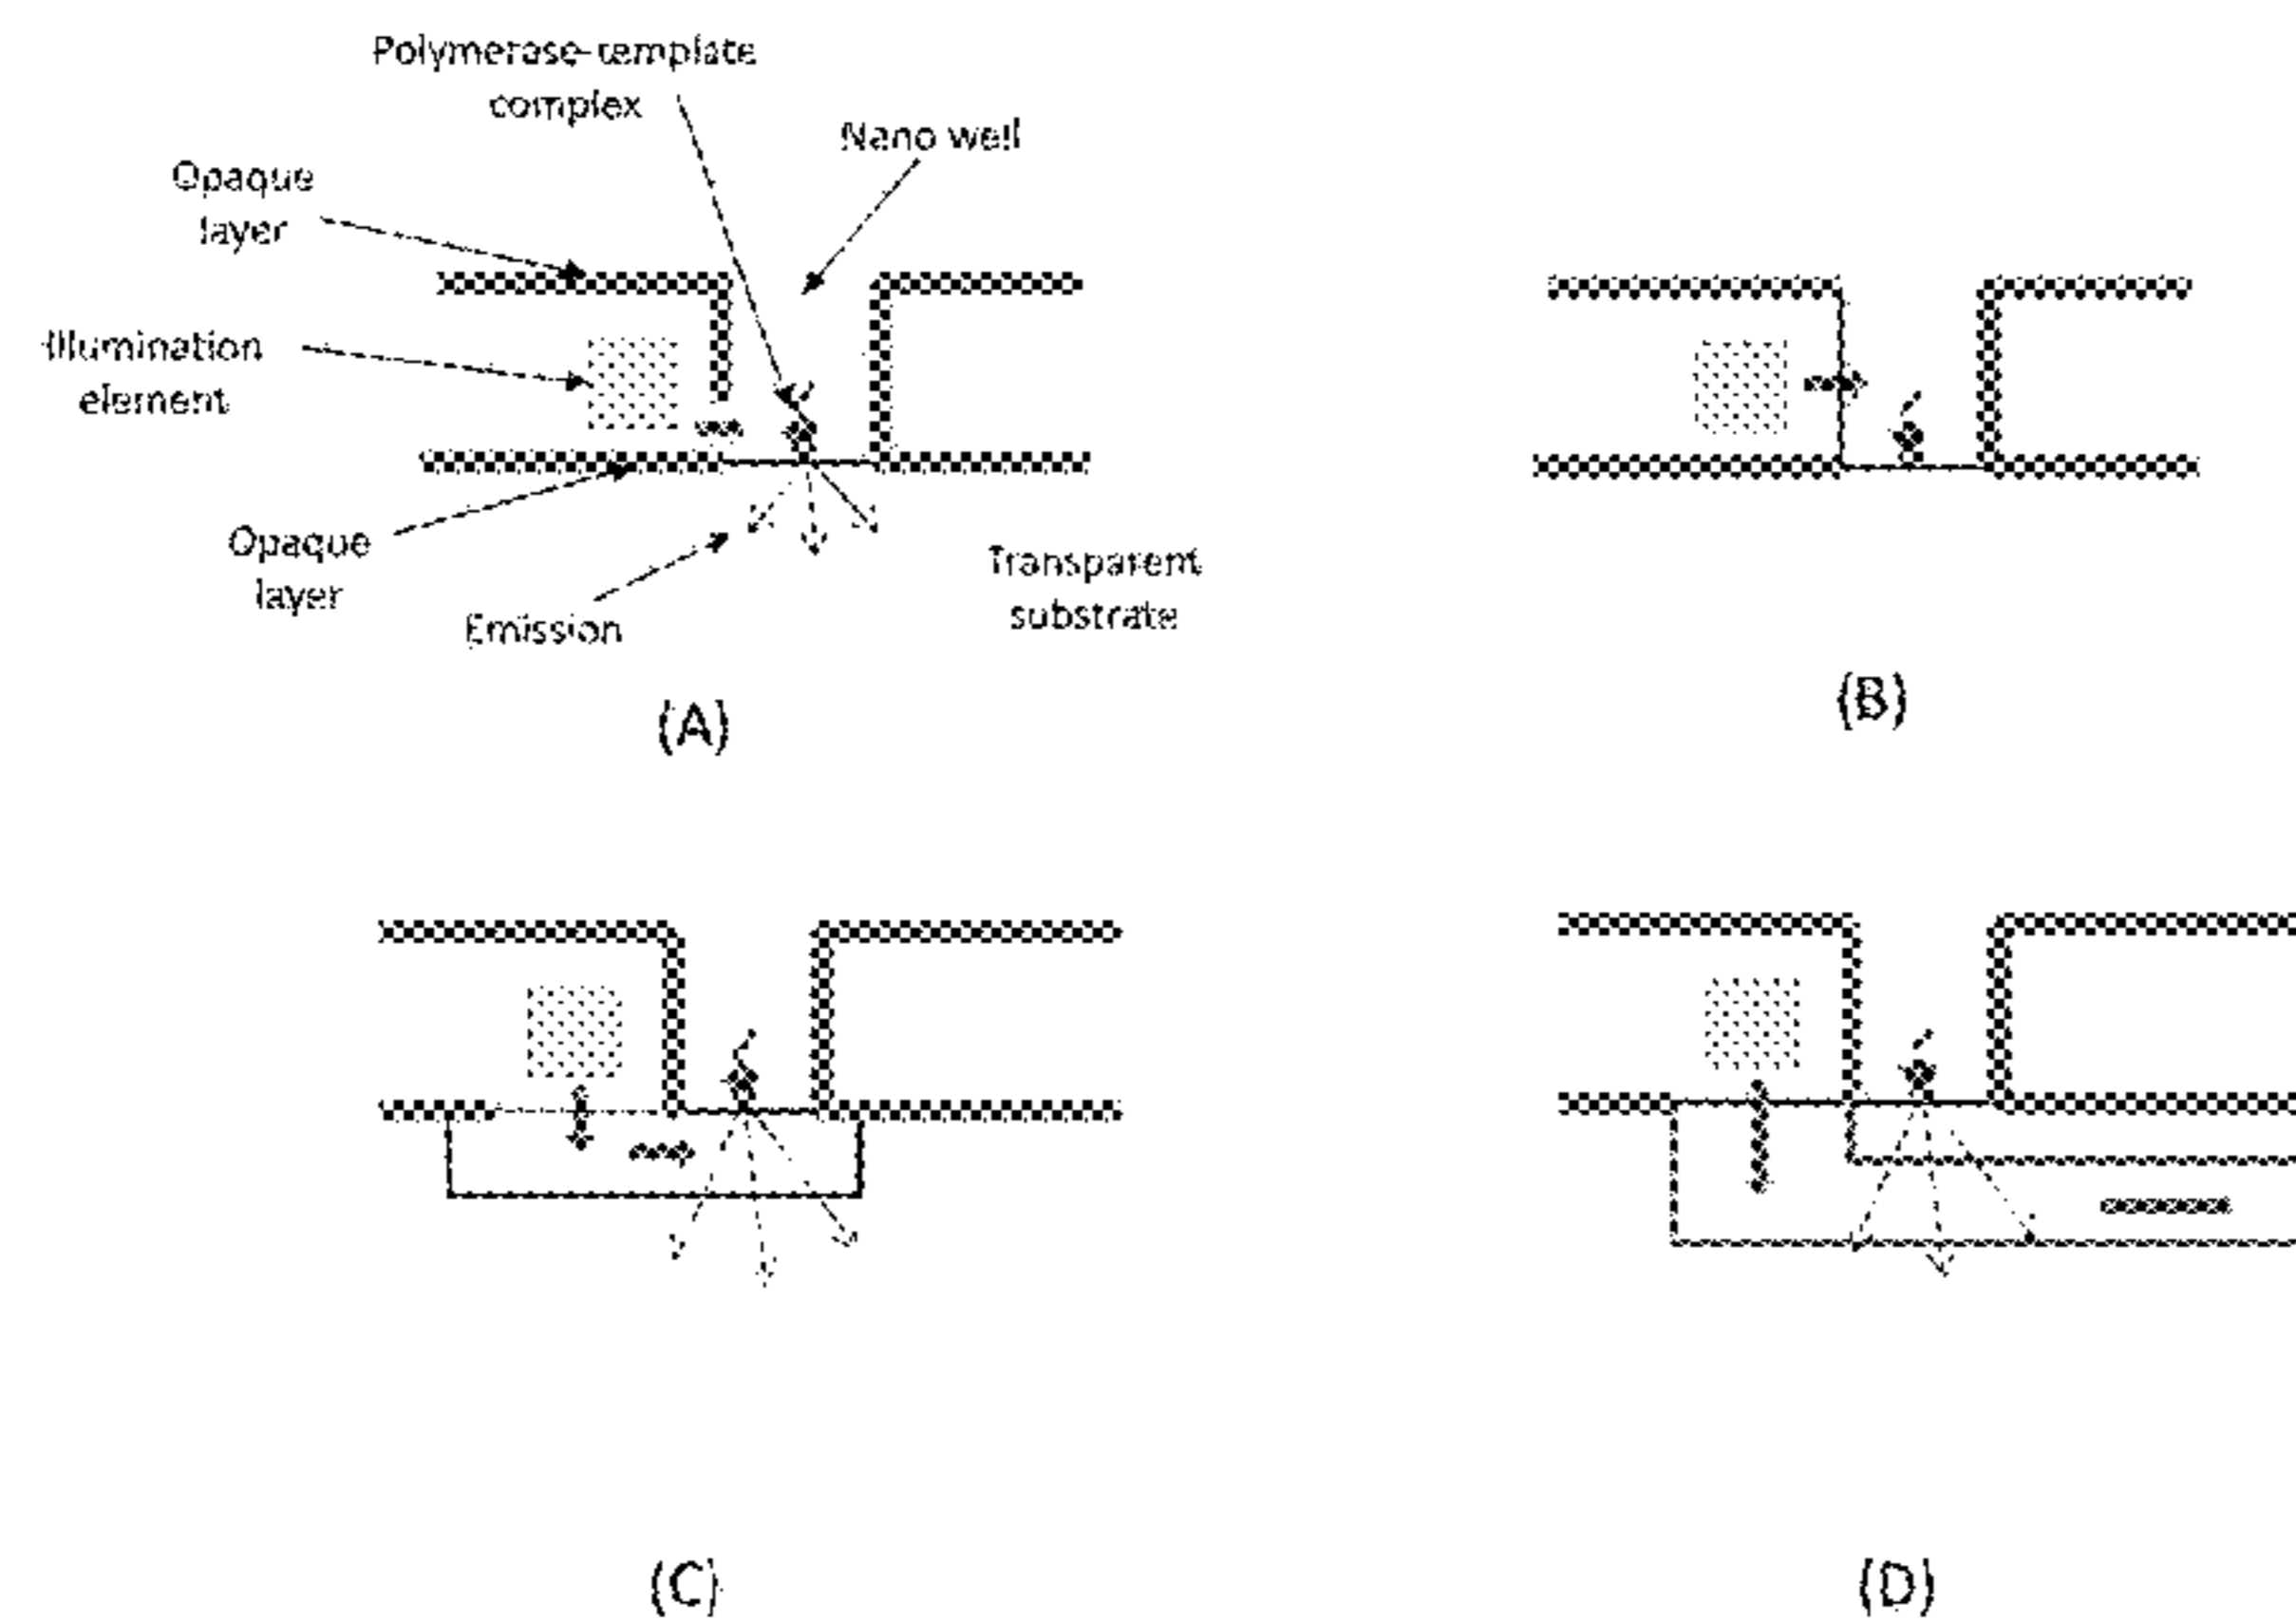 Polymerase-template
complex
Nano well
Opaque
layer
Illumination
element
Opaque
layer
Emission
Transparent
substrate
(A)
(B)
(C)
(D)